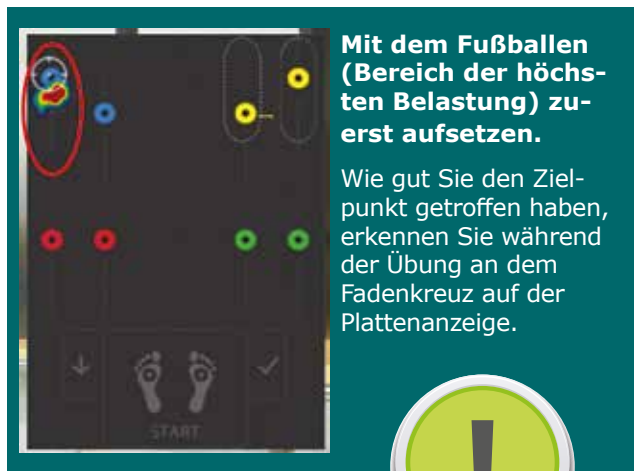 Mit dem Fußballen
(Bereich der höchs-
ten Belastung) zu-
erst aufsetzen.
Wie gut Sie den Ziel-
punkt getroffen haben,
erkennen Sie während
der Übung an dem
Fadenkreuz auf der
Plattenanzeige.
START
!